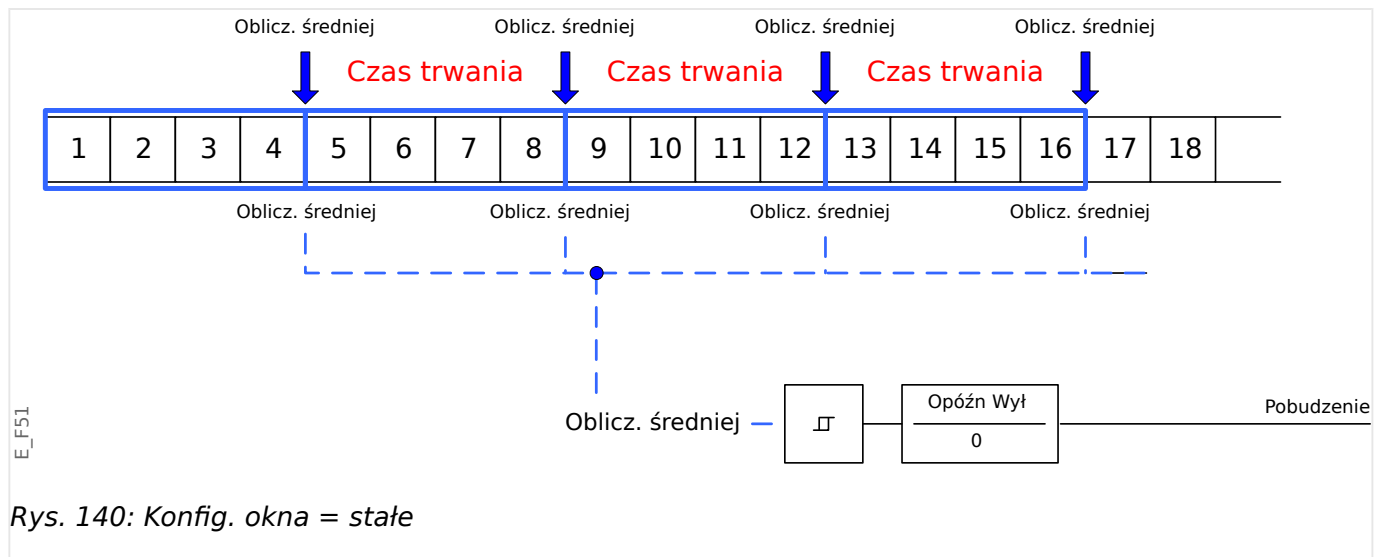 Oblicz. średniej Oblicz. średniej Oblicz. średniej Oblicz. średniej
Czas trwania Czas trwania Czas trwania
1 2 3 4 5 6 7 8 9 10 11 12 13 14 15 16 17 18
Oblicz. średniej Oblicz. średniej Oblicz. średniej Oblicz. średniej
Oblicz. średniej
Opóźn Wył
0
Pobudzenie
E_F51
Rys. 140: Konfig. okna = stałe